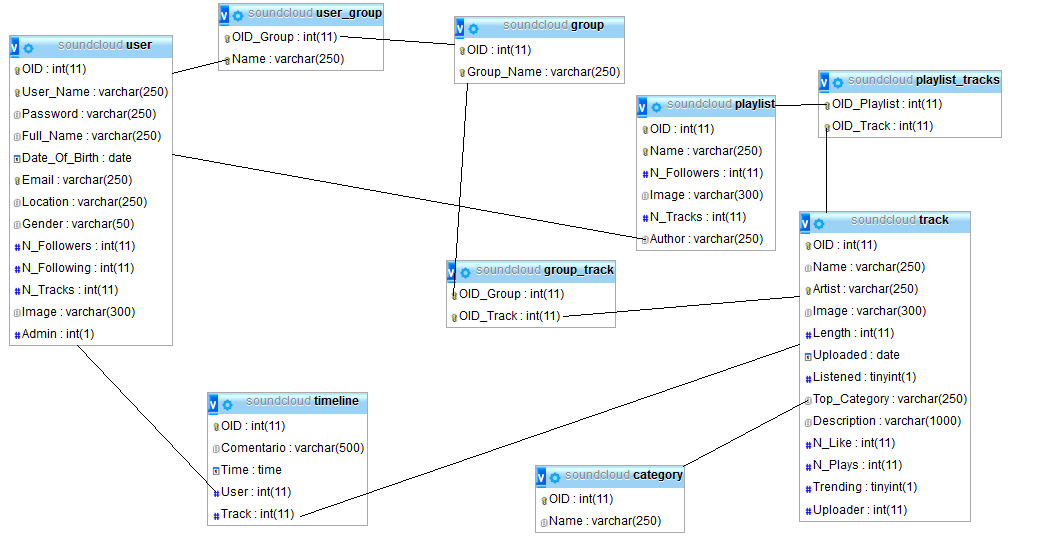 soundcloud user_group
OID_Group : int(11)
Name : varchar(250)
soundcloud group
OID : int(11)
Group_Name : varchar(250)
soundcloud user
OID : int(11)
User_Name : varchar(250)
Password : varchar(250)
Full_Name : varchar(250)
Date_Of_Birth : date
Email : varchar(250)
Location : varchar(250)
Gender : varchar(50)
N_Followers : int(11)
N_Following : int(11)
N_Tracks : int(11)
Image : varchar(300)
Admin : int(1)
soundcloud playlist
OID : int(11)
Name : varchar(250)
N_Followers : int(11)
Image : varchar(300)
N_Tracks : int(11)
Author : varchar(250)
soundcloud playlist_tracks
OID_Playlist : int(11)
OID_Track : int(11)
soundcloud track
OID : int(11)
Name : varchar(250)
Artist : varchar(250)
Image : varchar(300)
Length : int(11)
Uploaded : date
Listened : tinyint(1)
Top_Category : varchar(250)
Description : varchar(1000)
N_Like : int(11)
N_Plays : int(11)
Trending : tinyint(1)
Uploader : int(11)
soundcloud group_track
OID_Group : int(11)
OID_Track : int(11)
soundcloud timeline
OID : int(11)
Comentario : varchar(500)
Time : time
User : int(11)
Track : int(11)
soundcloud category
OID : int(11)
Name : varchar(250)